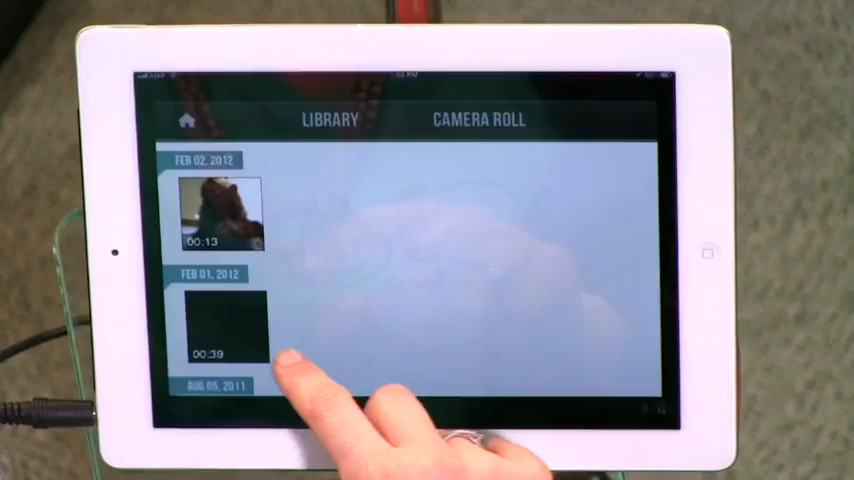 LIBRARY CAMERA ROLL
FEB 02, 2012
00:13
FEB 01, 2012
00:39
AUG 05, 2011